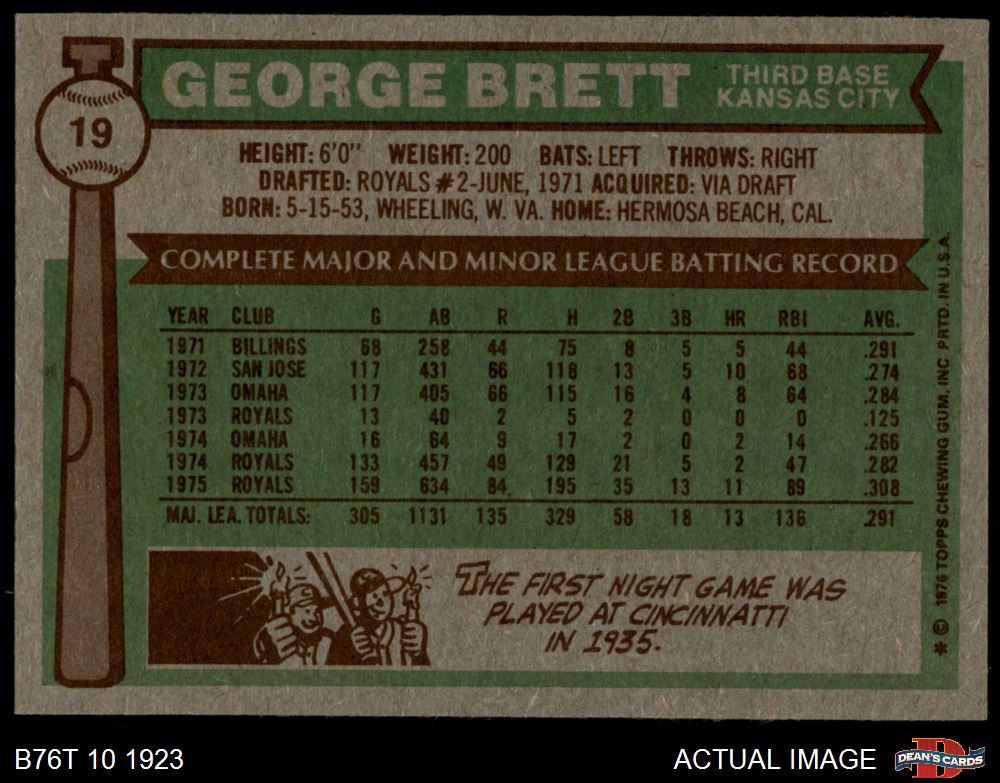 GEORGE BRETT THIRD BASE
KANSAS CITY
19
HEIGHT: 6'0" WEIGHT: 200 BATS: LEFT THROWS: RIGHT
DRAFTED: ROYALS #2-JUNE, 1971 ACQUIRED: VIA DRAFT
BORN: 5-15-53, WHEELING, W. VA. HOME: HERMOSA BEACH, CAL.
COMPLETE MAJOR AND MINOR LEAGUE BATTING RECORD
YEAR CLUB G AB R H 2B 3B HR RBI AVG.
1971 BILLINGS 68 258 44 75 8 5 5 44 .291
1972 SAN JOSE 117 431 66 118 13 5 10 68 .274
1973 OMAHA 117 405 66 115 16 4 8 64 .284
1973 ROYALS 13 40 2 5 2 0 0 0 .125
1974 OMAHA 16 64 9 17 2 0 2 14 .266
1974 ROYALS 133 457 49 129 21 5 2 47 .282
1975 ROYALS 159 634 84 195 35 13 11 89 .308
MAJ. LEA. TOTALS: 305 1131 135 329 58 18 13 136 .291
THE FIRST NIGHT GAME WAS
PLAYED AT CINCINNATTI
IN 1935.
* © 1976 TOPPS CHEWING GUM, INC PRTD. IN U.S.A.
B76T 10 1923 ACTUAL IMAGE
D
DEAN'S CARDS